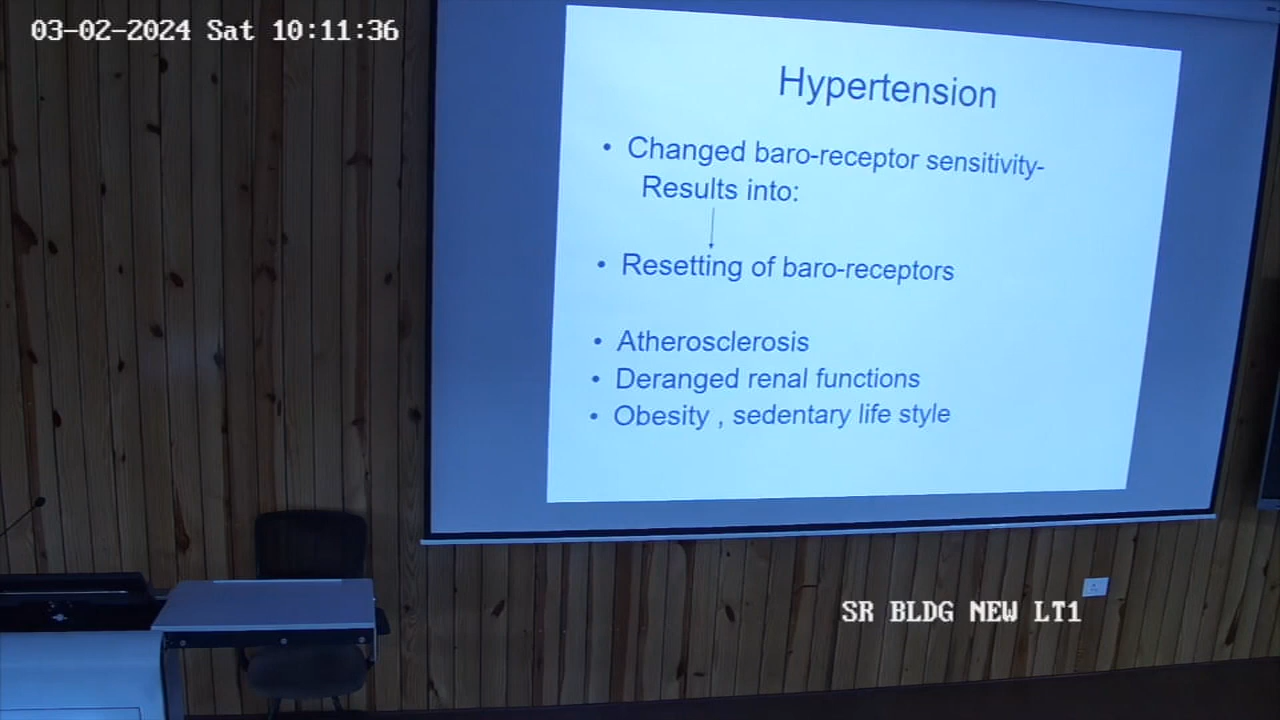 03-02-2024 Sat 10:11:36
Hypertension
• Changed baro-receptor sensitivity-
Results into:
• Resetting of baro-receptors
• Atherosclerosis
• Deranged renal functions
• Obesity , sedentary life style
SR BLDG NEW LT1